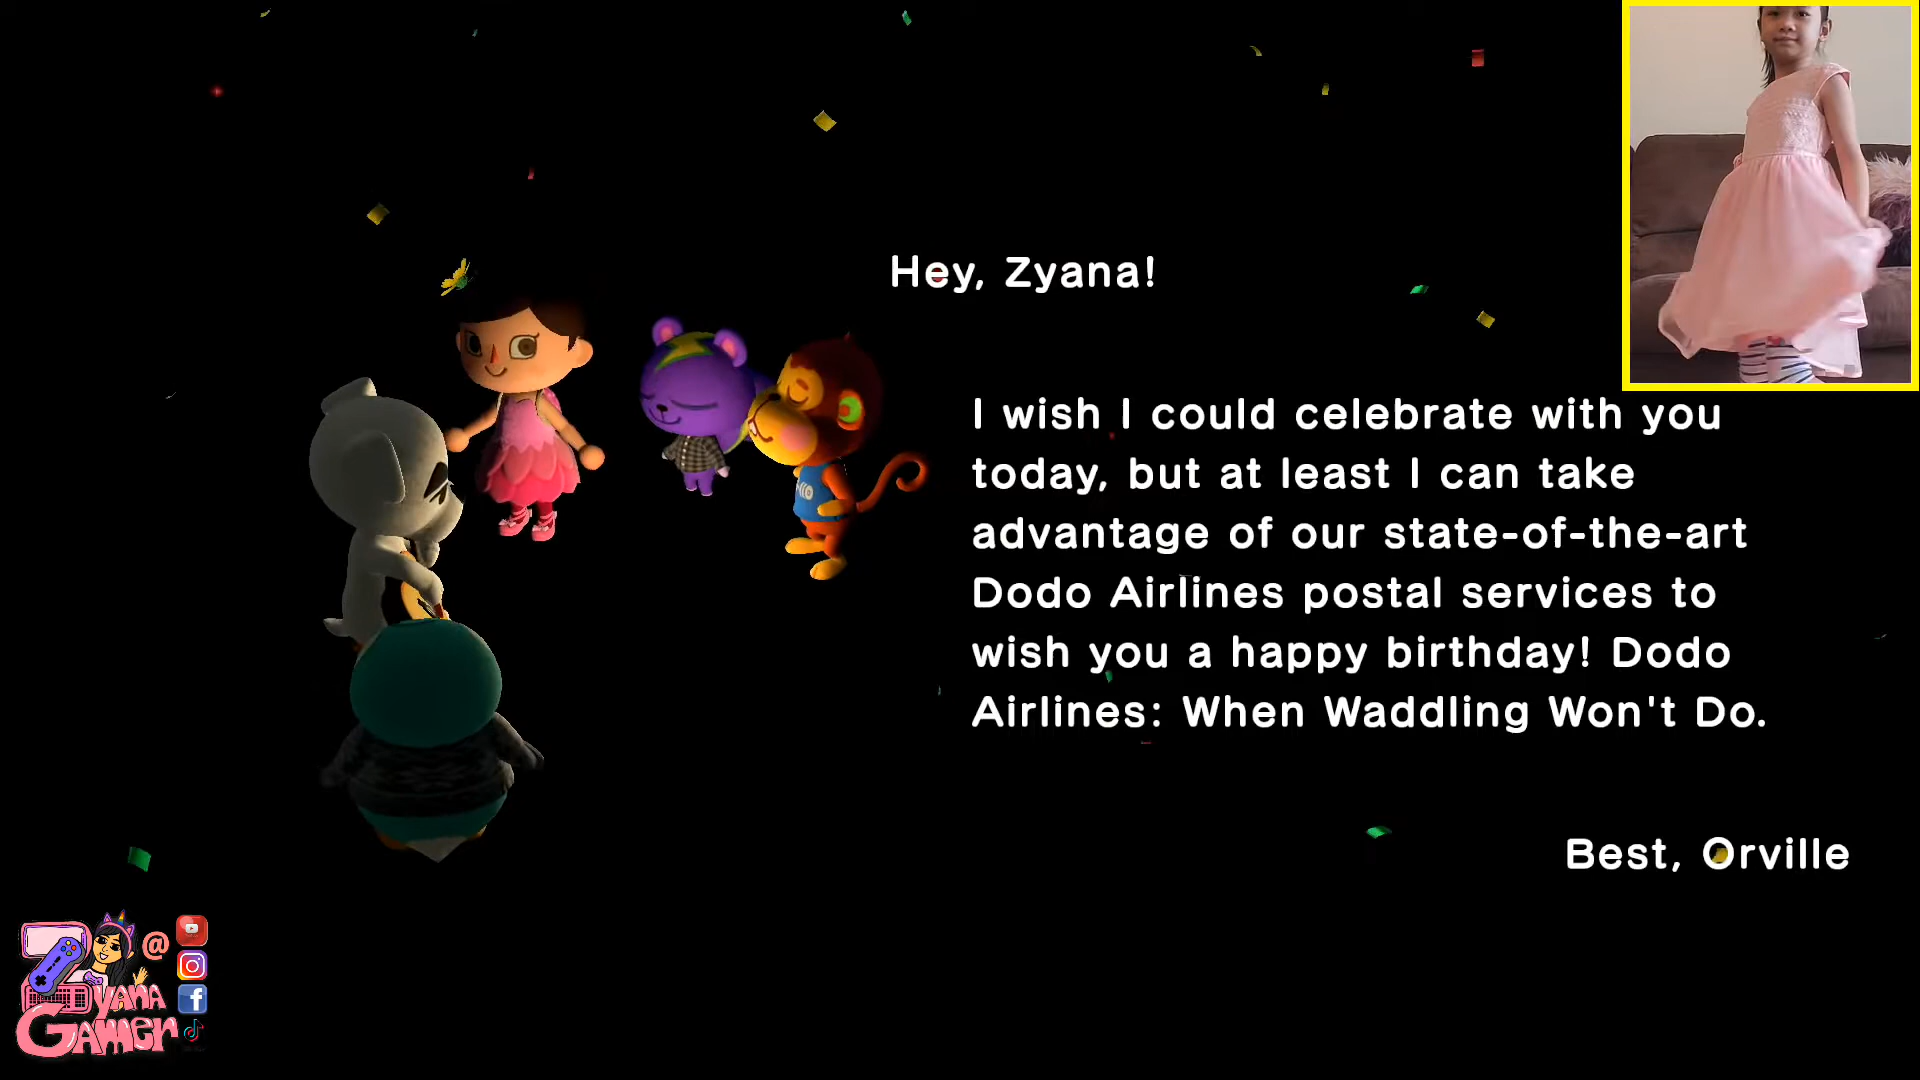 Hey, Zyana!
I wish I could celebrate with you
today, but at least I can take
advantage of our state-of-the-art
Dodo Airlines postal services to
wish you a happy birthday! Dodo
Airlines: When Waddling Won't Do.
Best, Orville
@
Zyana
Gamer